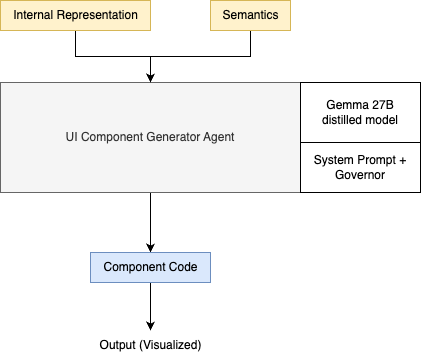 Internal Representation
Semantics
UI Component Generator Agent
Gemma 27B
distilled model
System Prompt +
Governor
Component Code
Output (Visualized)